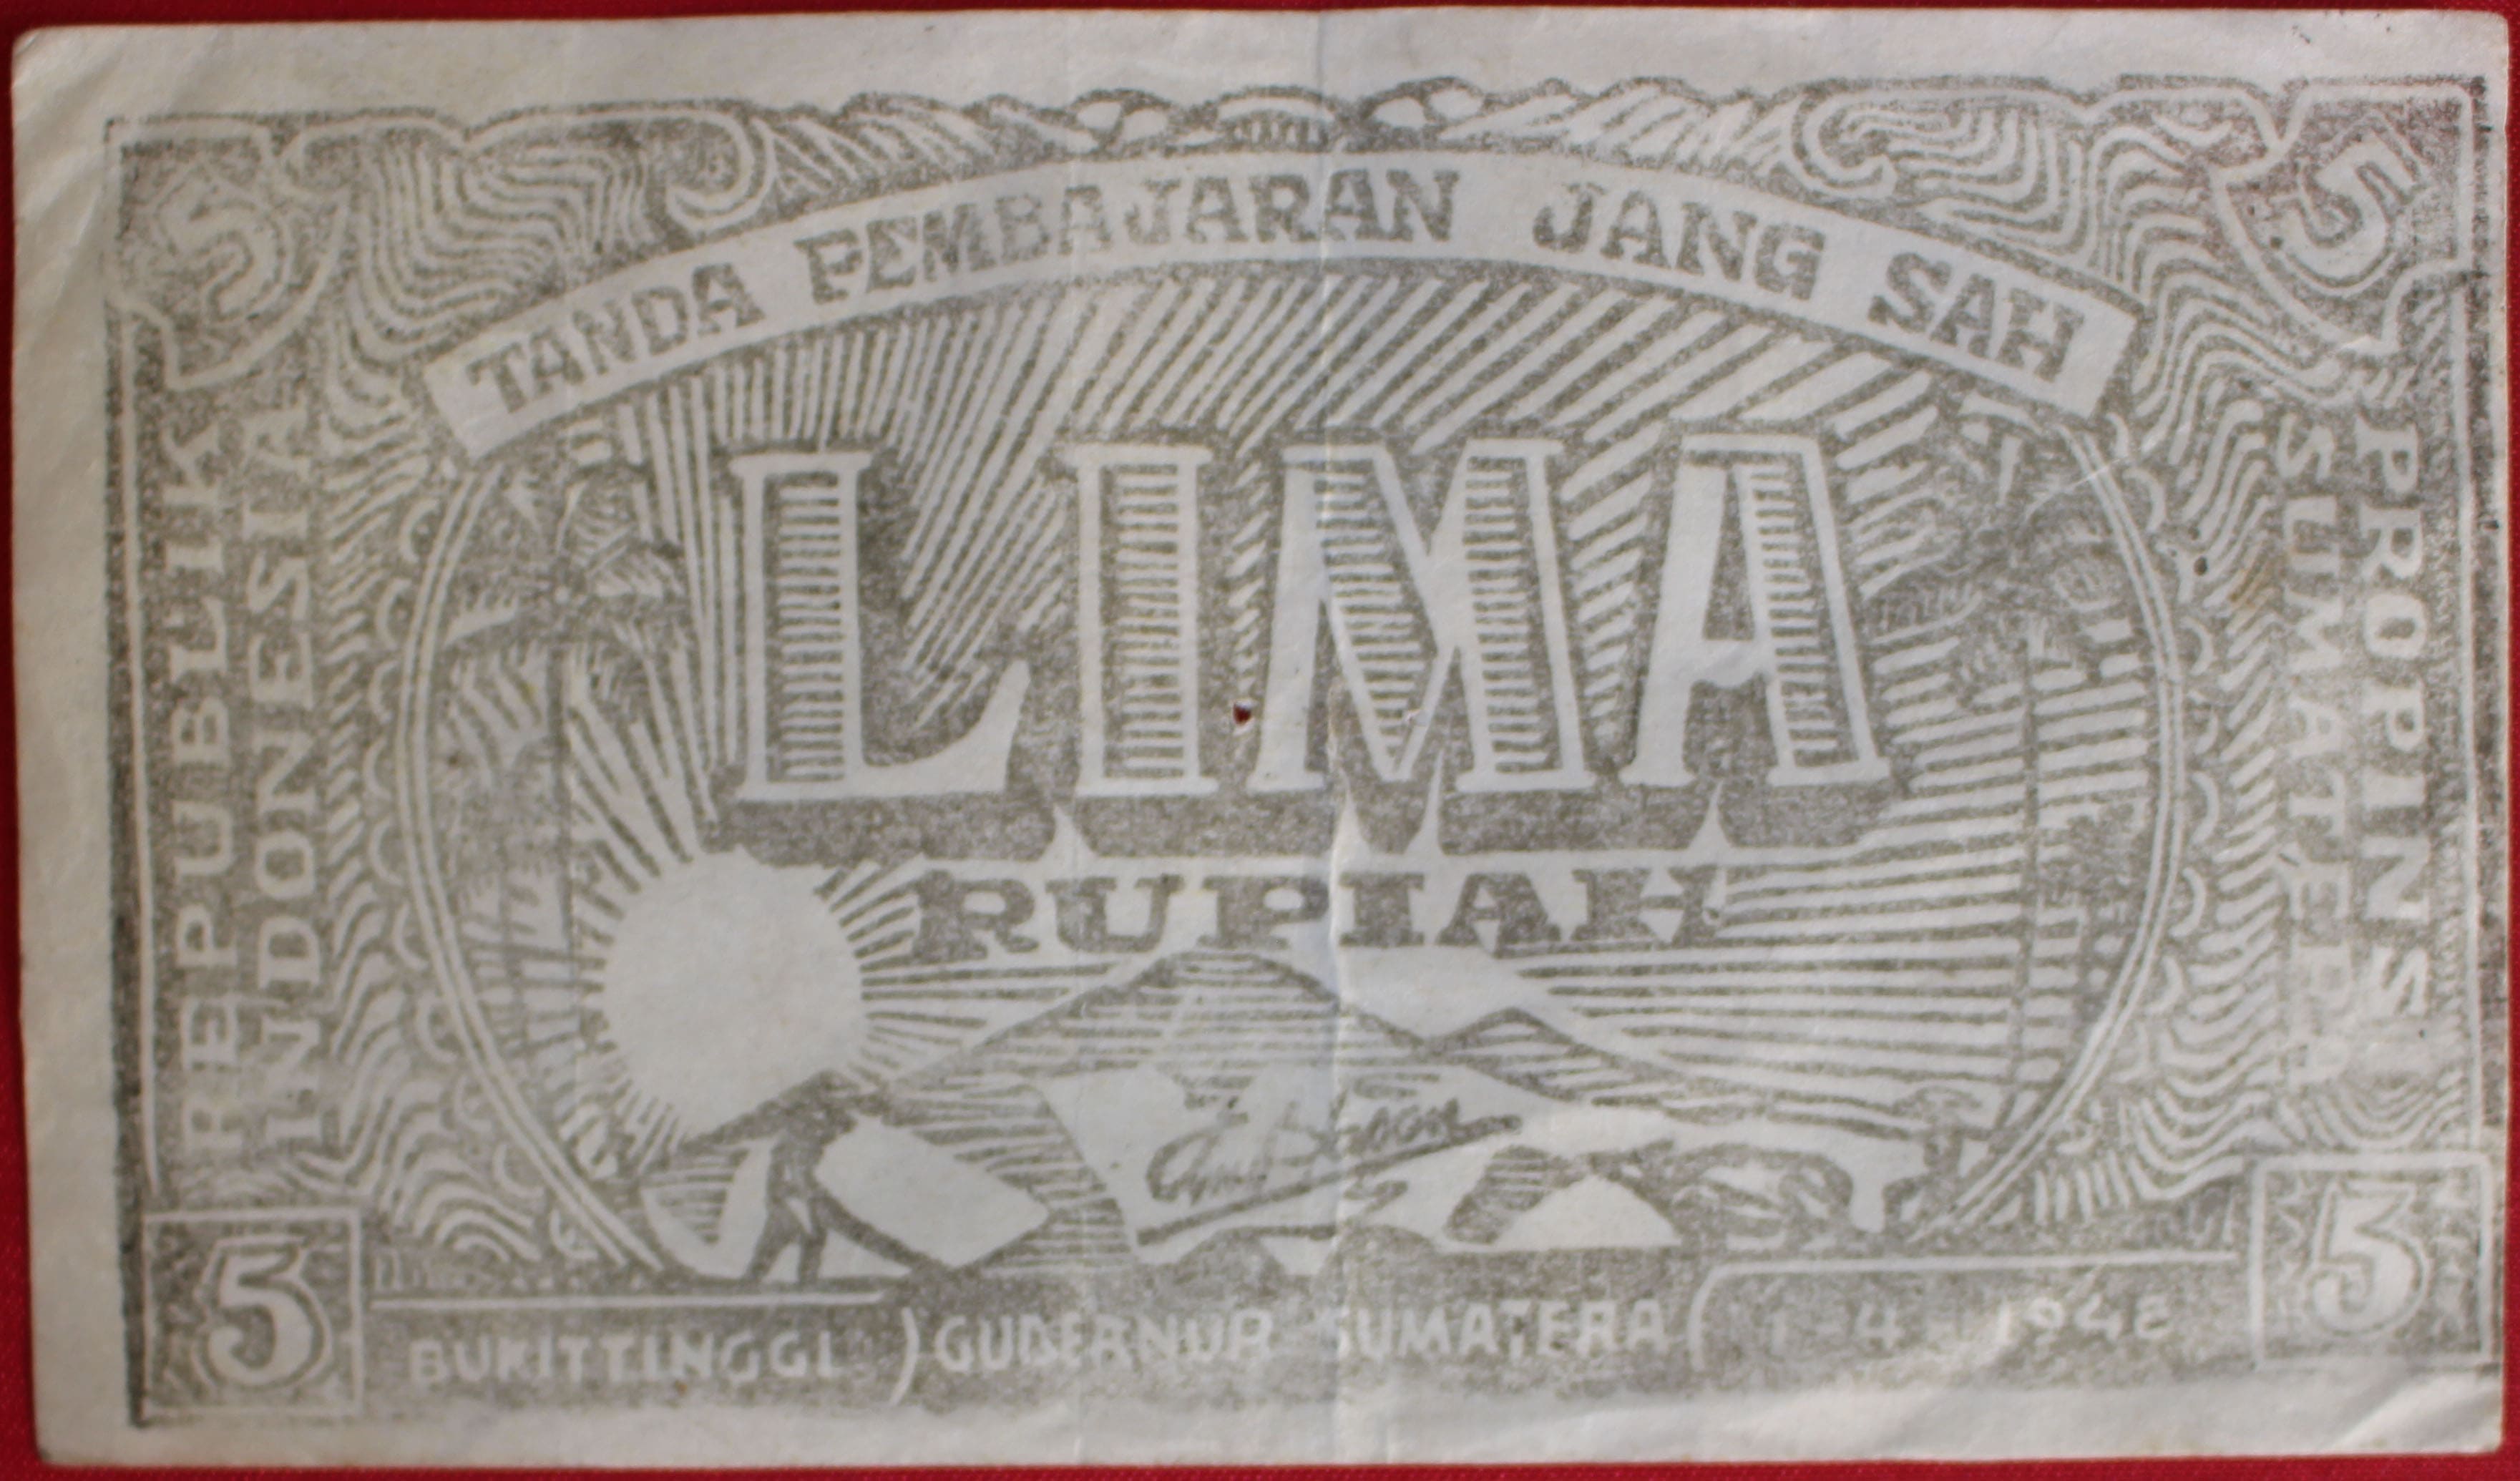 5
5
TANDA PEMBAJARAN JANG SAH
REPUBLIK
INDONESIA
LIMA
RUPIAH
PROPINSI
SUMATERA
5
5
BUKITTINGGI
GUBERNUR SUMATERA
1-4-1948